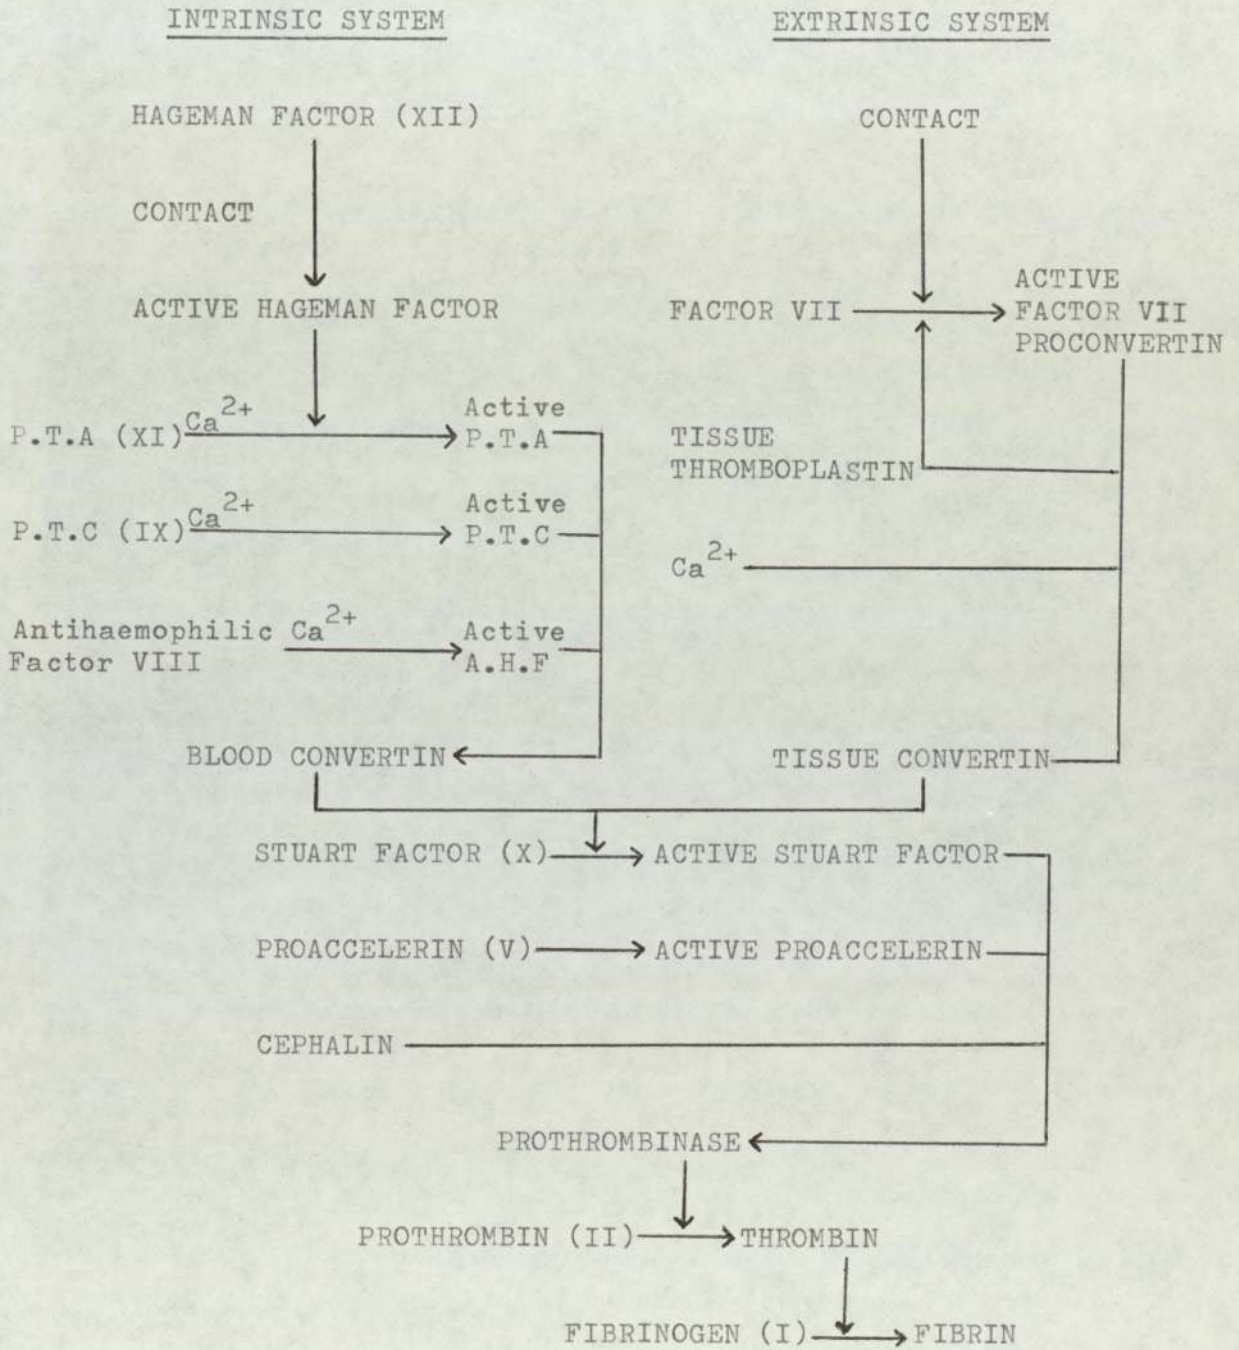 INTRINSIC SYSTEM
EXTRINSIC SYSTEM
HAGEMAN FACTOR (XII)
CONTACT
CONTACT
ACTIVE HAGEMAN FACTOR
FACTOR VII
ACTIVE
FACTOR VII
PROCONVERTIN
P.T.A (XI)
Ca2+
Active
P.T.A
TISSUE
THROMBOPLASTIN
P.T.C (IX)
Ca2+
Active
P.T.C
Ca2+
Antihaemophilic
Factor VIII
Ca2+
Active
A.H.F
BLOOD CONVERTIN
TISSUE CONVERTIN
STUART FACTOR (X)
ACTIVE STUART FACTOR
PROACCELERIN (V)
ACTIVE PROACCELERIN
CEPHALIN
PROTHROMBINASE
PROTHROMBIN (II)
THROMBIN
FIBRINOGEN (I)
FIBRIN